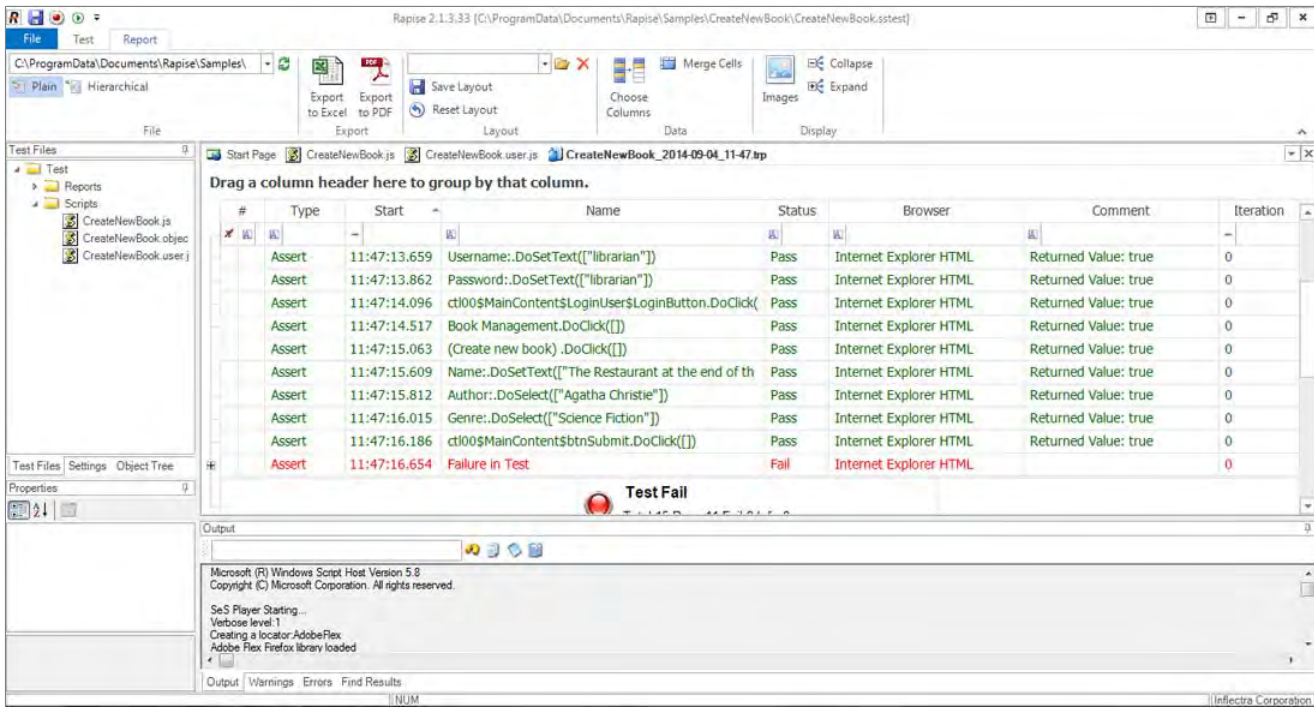 Rapise 2.1.3.33 [C:\ProgramData\Documents\Rapise\Samples\CreateNewBook\CreateNewBook.sstest]
File Test Report
C:\ProgramData\Documents\Rapise\Samples\
Plain Hierarchical
File
Export to Excel
Export to PDF
Export
Save Layout
Reset Layout
Layout
Choose Columns
Merge Cells
Data
Images
Collapse
Expand
Display
Test Files
Test
Reports
Scripts
CreateNewBook.js
CreateNewBook.objec
CreateNewBook.user.j
Test Files Settings Object Tree
Properties
Start Page CreateNewBook.js CreateNewBook.user.js CreateNewBook_2014-09-04_11-47.trp
Drag a column header here to group by that column.
# Type Start Name Status Browser Comment Iteration
Assert 11:47:13.659 Username:.DoSetText(["librarian"]) Pass Internet Explorer HTML Returned Value: true 0
Assert 11:47:13.862 Password:.DoSetText(["librarian"]) Pass Internet Explorer HTML Returned Value: true 0
Assert 11:47:14.096 ctl00$MainContent$LoginUser$LoginButton.DoClick( Pass Internet Explorer HTML Returned Value: true 0
Assert 11:47:14.517 Book Management.DoClick([]) Pass Internet Explorer HTML Returned Value: true 0
Assert 11:47:15.063 (Create new book) .DoClick([]) Pass Internet Explorer HTML Returned Value: true 0
Assert 11:47:15.609 Name:.DoSetText(["The Restaurant at the end of th Pass Internet Explorer HTML Returned Value: true 0
Assert 11:47:15.812 Author:.DoSelect(["Agatha Christie"]) Pass Internet Explorer HTML Returned Value: true 0
Assert 11:47:16.015 Genre:.DoSelect(["Science Fiction"]) Pass Internet Explorer HTML Returned Value: true 0
Assert 11:47:16.186 ctl00$MainContent$btnSubmit.DoClick([]) Pass Internet Explorer HTML Returned Value: true 0
Assert 11:47:16.654 Failure in Test Fail Internet Explorer HTML 0
Test Fail
Output
Microsoft (R) Windows Script Host Version 5.8
Copyright (C) Microsoft Corporation. All rights reserved.
SeS Player Starting...
Verbose level:1
Creating a locator:AdobeFlex
Adobe Flex Firefox library loaded
Output Warnings Errors Find Results
NUM
Inflectra Corporation